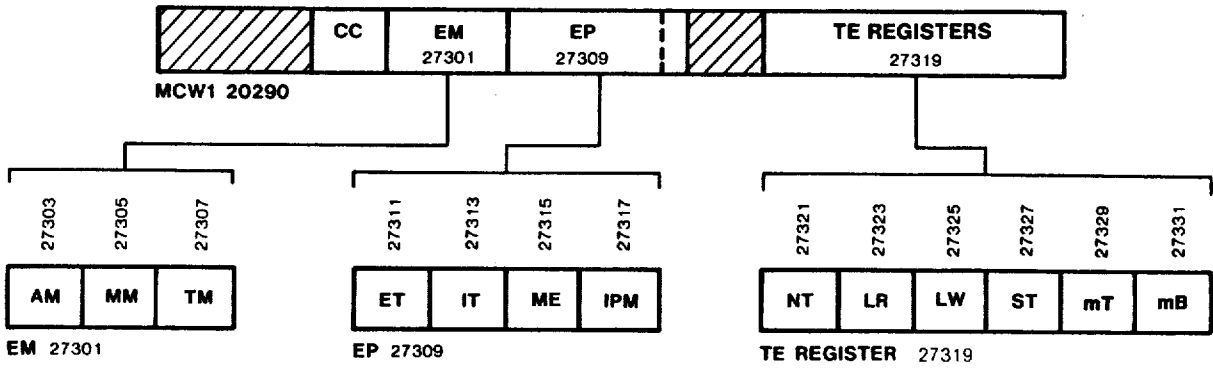 CC
EM
27301
EP
27309
TE REGISTERS
27319
MCW1 20290
27303
27305
27307
AM MM TM
EM 27301
27311
27313
27315
27317
ET IT ME IPM
EP 27309
27321
27323
27325
27327
27329
27331
NT LR LW ST mT mB
TE REGISTER 27319